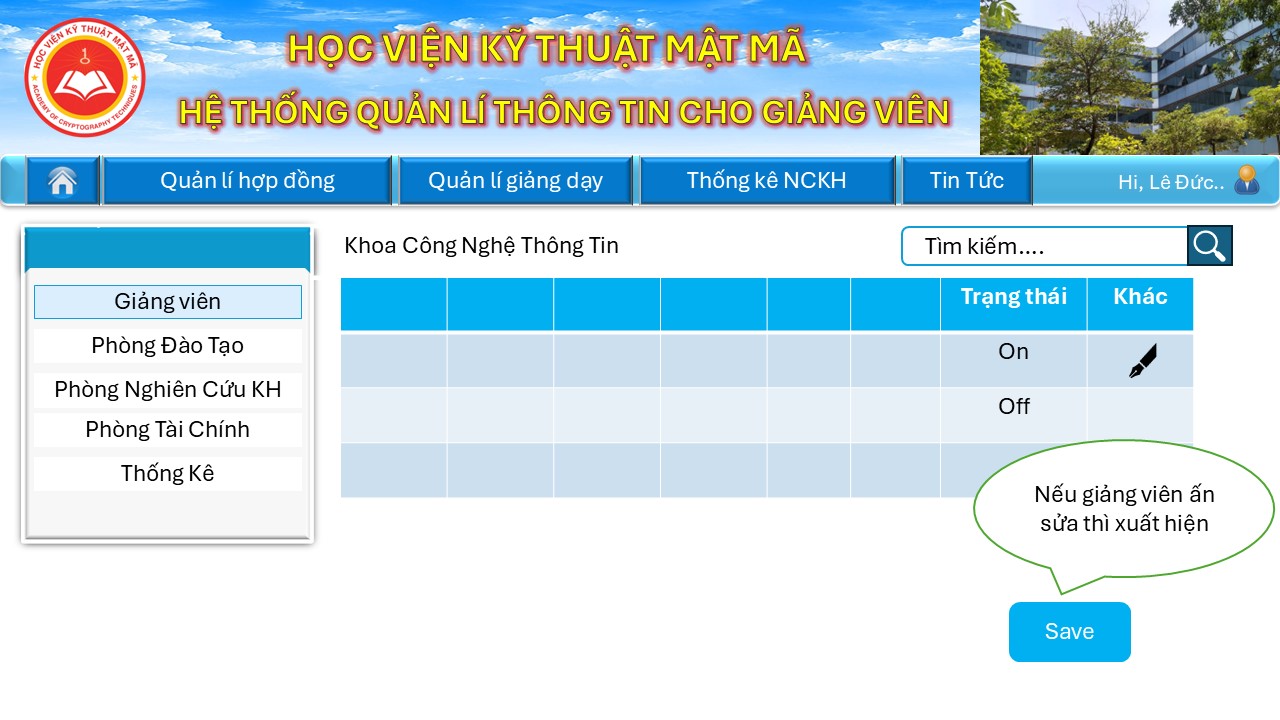 HỌC VIỆN KỸ THUẬT MẬT MÃ
ACADEMY OF CRYPTOGRAPHY TECHNIQUES
HỌC VIỆN KỸ THUẬT MẬT MÃ
HỆ THỐNG QUẢN LÍ THÔNG TIN CHO GIẢNG VIÊN
Quản lí hợp đồng
Quản lí giảng dạy
Thống kê NCKH
Tin Tức
Hi, Lê Đức..
Giảng viên
Phòng Đào Tạo
Phòng Nghiên Cứu KH
Phòng Tài Chính
Thống Kê
Khoa Công Nghệ Thông Tin
Tìm kiếm....
Trạng thái
Khác
On
Off
Nếu giảng viên ấn
sửa thì xuất hiện
Save